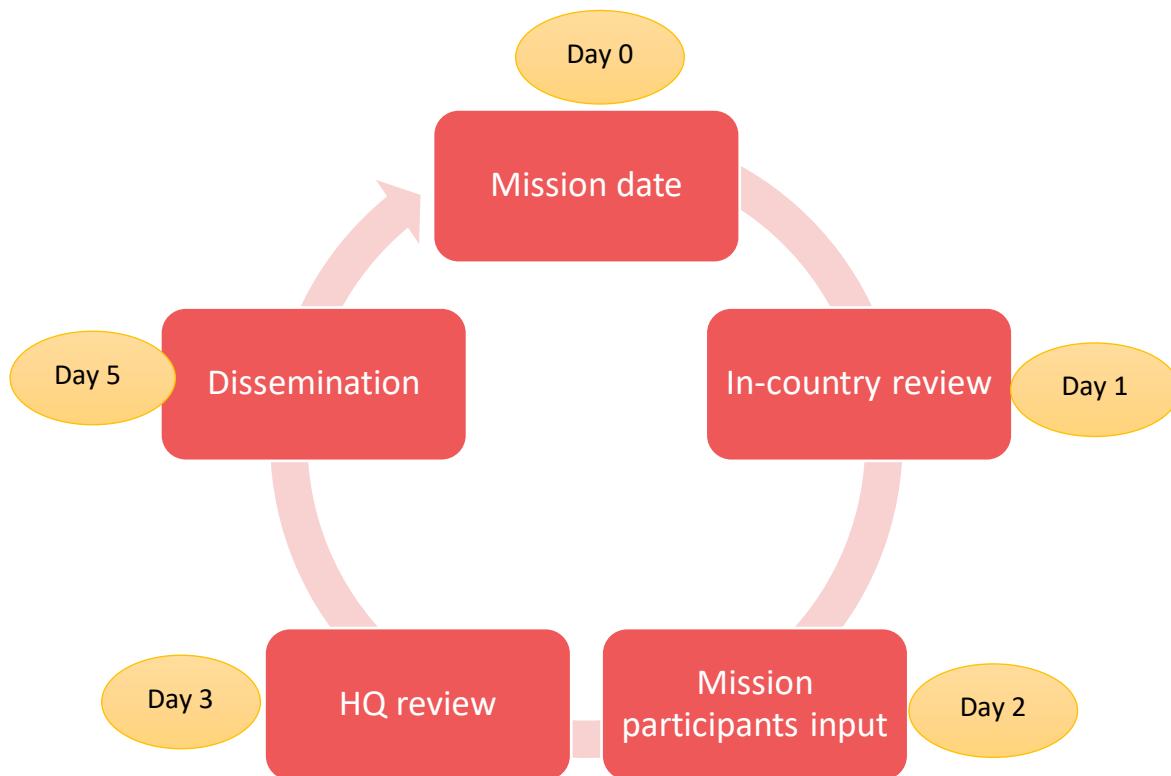 Day 0
Mission date
In-country review
Day 1
Mission
participants input
Day 2
HQ review
Day 3
Dissemination
Day 5